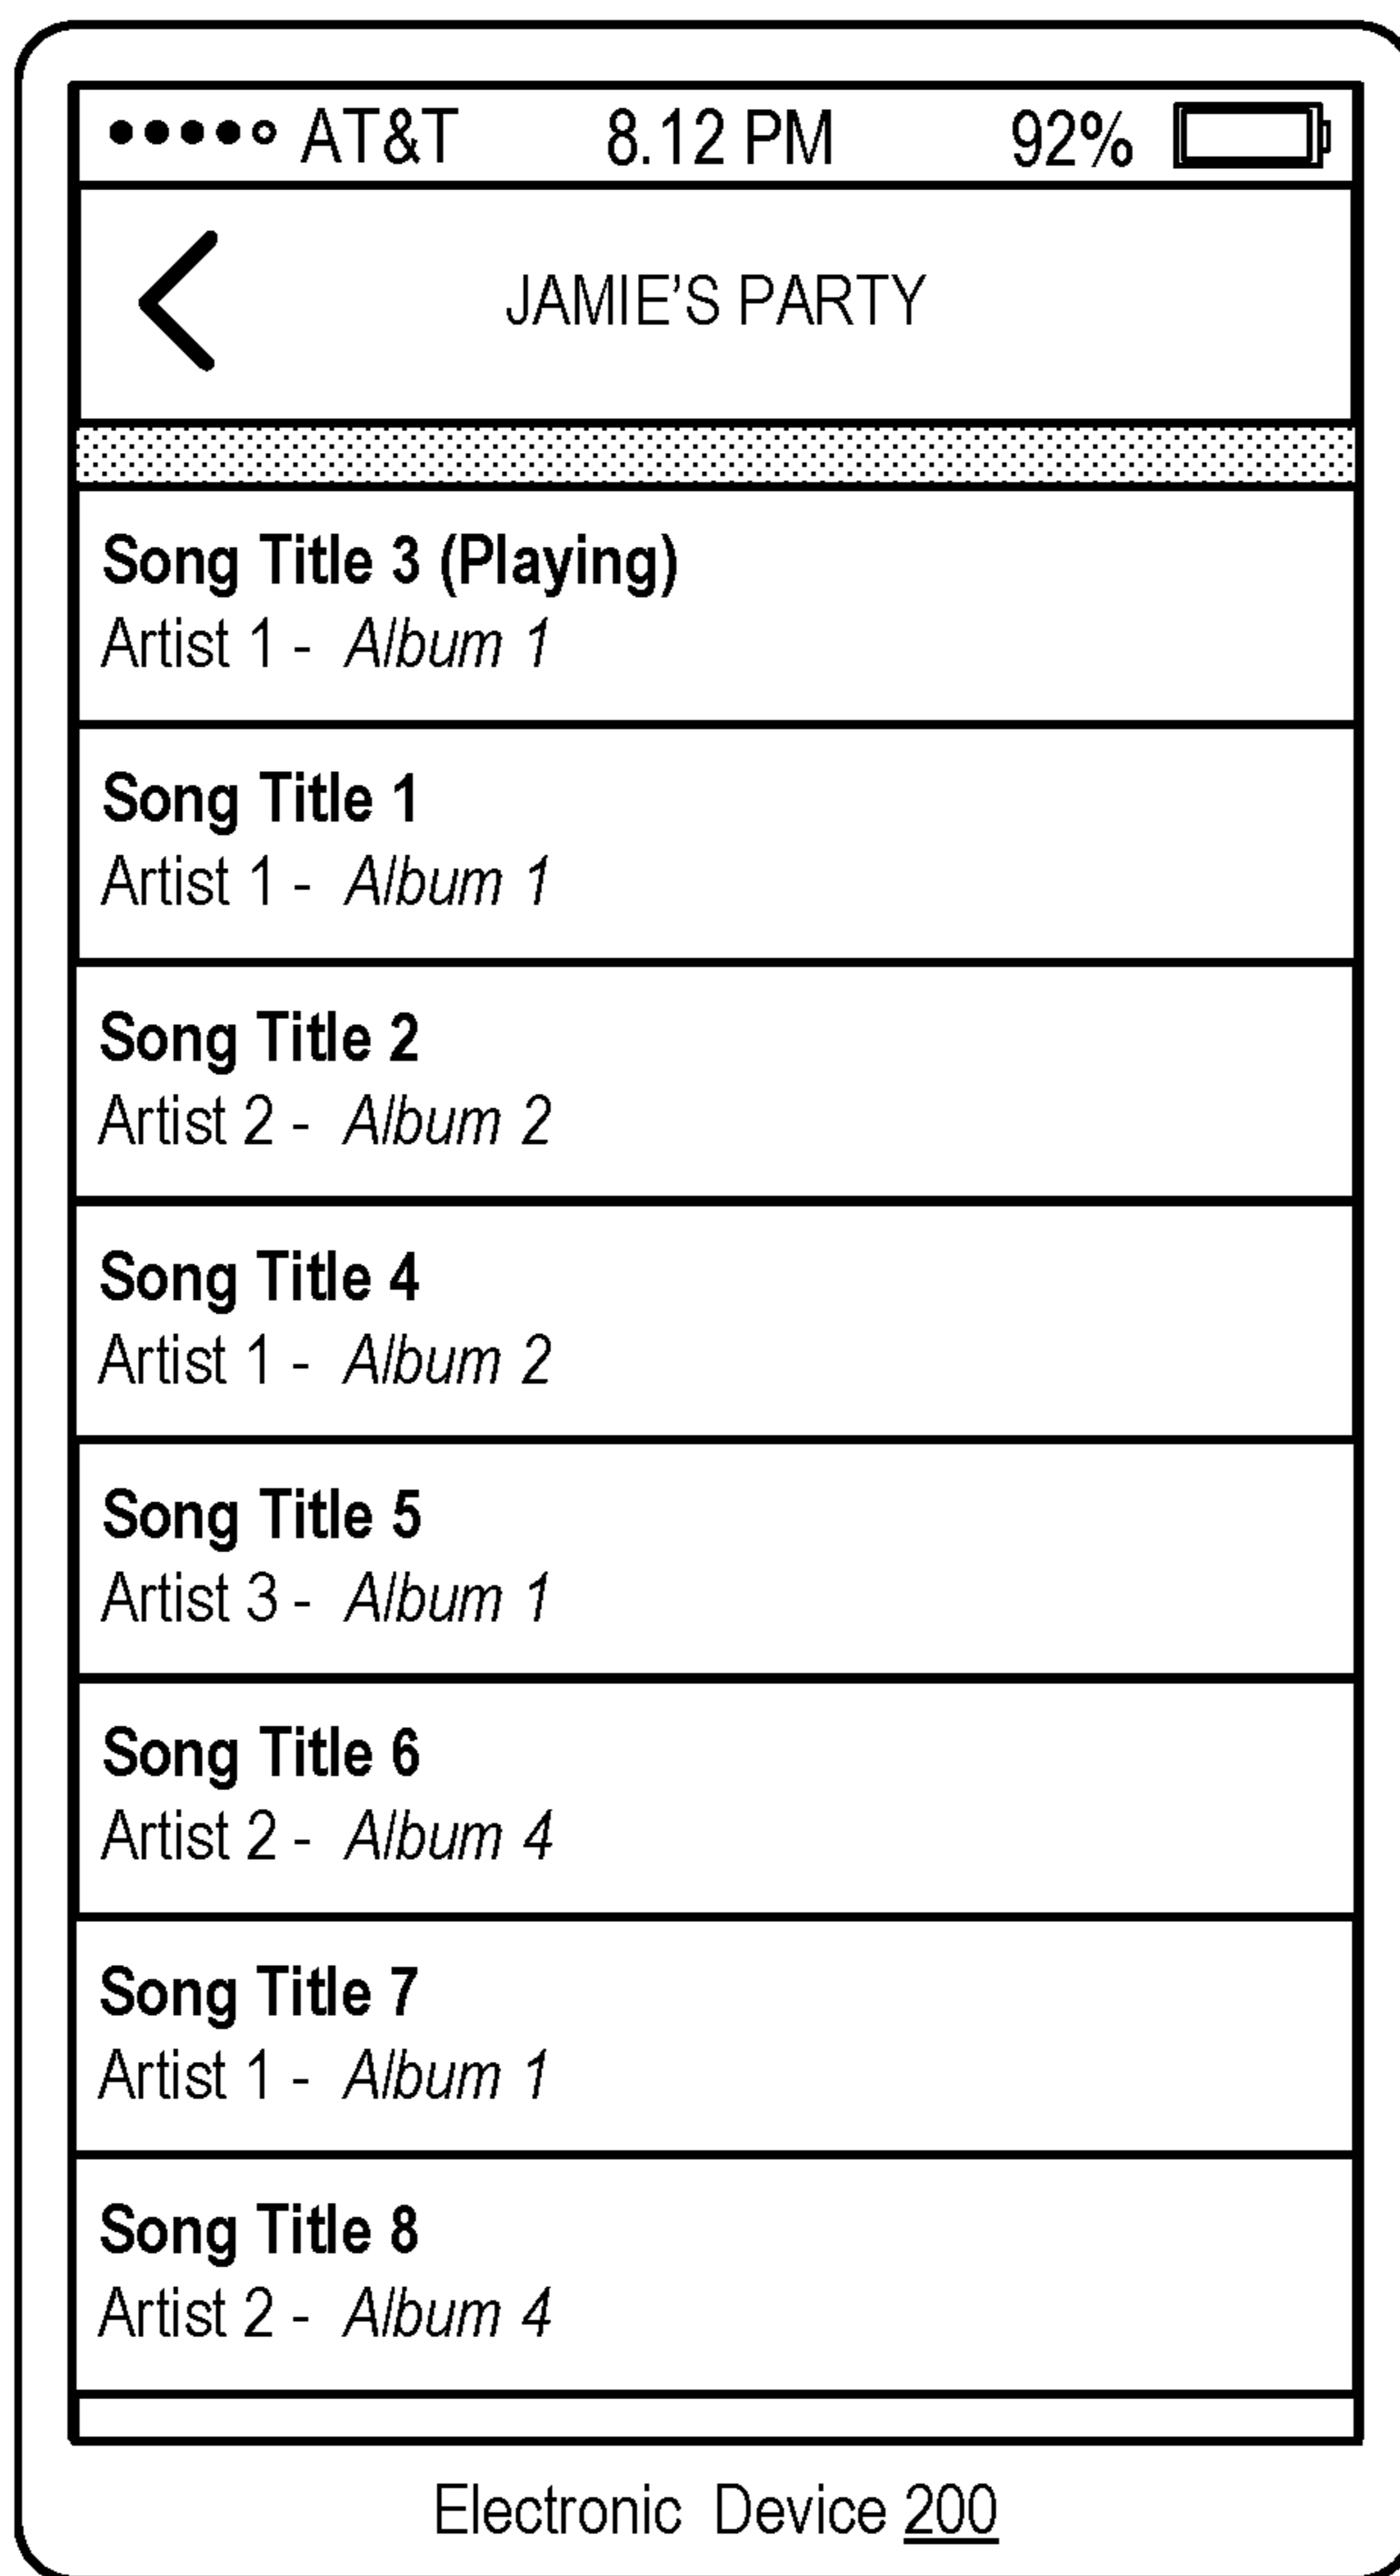 AT&T 8.12 PM 92%
JAMIE’S PARTY
Song Title 3 (Playing)
Artist 1 - Album 1
Song Title 1
Artist 1 - Album 1
Song Title 2
Artist 2 - Album 2
Song Title 4
Artist 1 - Album 2
Song Title 5
Artist 3 - Album 1
Song Title 6
Artist 2 - Album 4
Song Title 7
Artist 1 - Album 1
Song Title 8
Artist 2 - Album 4
Electronic Device 200